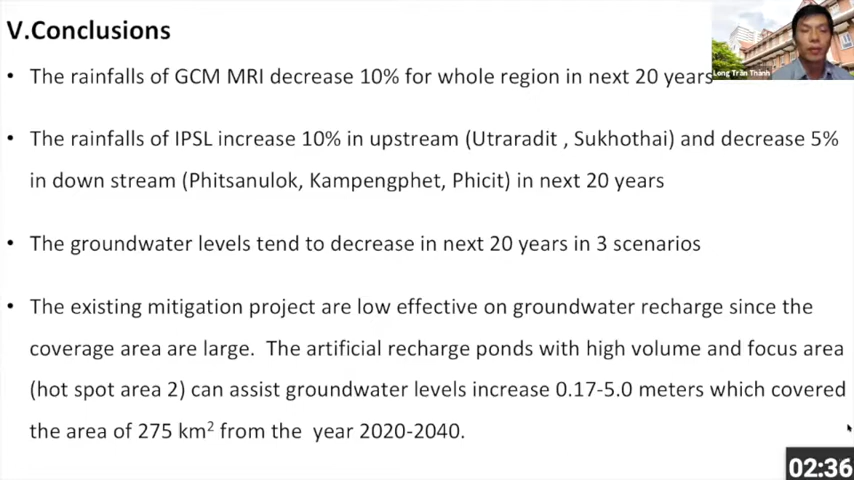 V.Conclusions
Long Trần Thành
• The rainfalls of GCM MRI decrease 10% for whole region in next 20 years
• The rainfalls of IPSL increase 10% in upstream (Utraradit , Sukhothai) and decrease 5%
in down stream (Phitsanulok, Kampengphet, Phicit) in next 20 years
• The groundwater levels tend to decrease in next 20 years in 3 scenarios
• The existing mitigation project are low effective on groundwater recharge since the
coverage area are large. The artificial recharge ponds with high volume and focus area
(hot spot area 2) can assist groundwater levels increase 0.17-5.0 meters which covered
the area of 275 km² from the year 2020-2040.
02:36